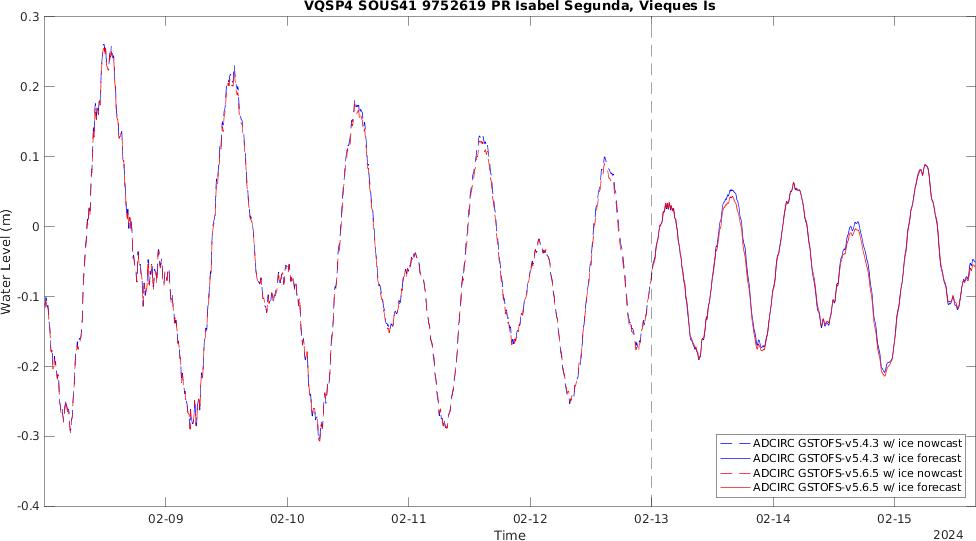 VQSP4 SOUS41 9752619 PR Isabel Segunda, Vieques Is
0.3
0.2
0.1
0
-0.1
-0.2
-0.3
-0.4
Water Level (m)
ADCIRC GSTOFS-v5.4.3 w/ ice nowcast
ADCIRC GSTOFS-v5.4.3 w/ ice forecast
ADCIRC GSTOFS-v5.6.5 w/ ice nowcast
ADCIRC GSTOFS-v5.6.5 w/ ice forecast
02-09 02-10 02-11 02-12 02-13 02-14 02-15
Time
2024